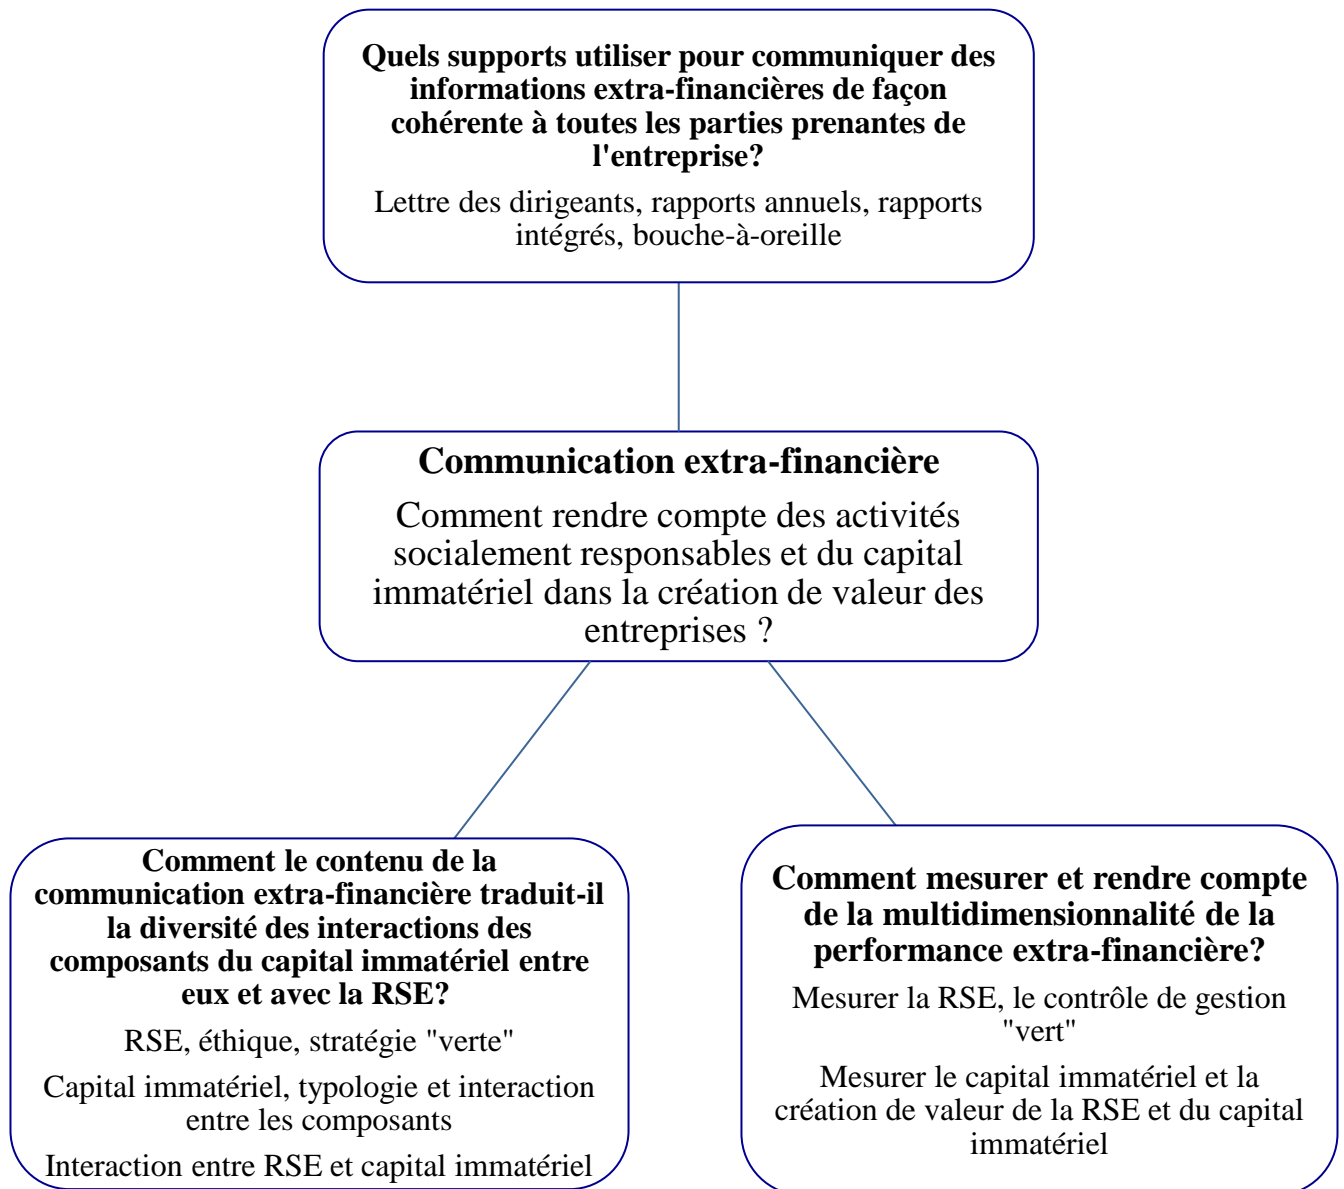 Quels supports utiliser pour communiquer des
informations extra-financières de façon
cohérente à toutes les parties prenantes de
l'entreprise?
Lettre des dirigeants, rapports annuels, rapports
intégrés, bouche-à-oreille
Communication extra-financière
Comment rendre compte des activités
socialement responsables et du capital
immatériel dans la création de valeur des
entreprises ?
Comment le contenu de la
communication extra-financière traduit-il
la diversité des interactions des
composants du capital immatériel entre
eux et avec la RSE?
RSE, éthique, stratégie "verte"
Capital immatériel, typologie et interaction
entre les composants
Interaction entre RSE et capital immatériel
Comment mesurer et rendre compte
de la multidimensionnalité de la
performance extra-financière?
Mesurer la RSE, le contrôle de gestion
"vert"
Mesurer le capital immatériel et la
création de valeur de la RSE et du capital
immatériel